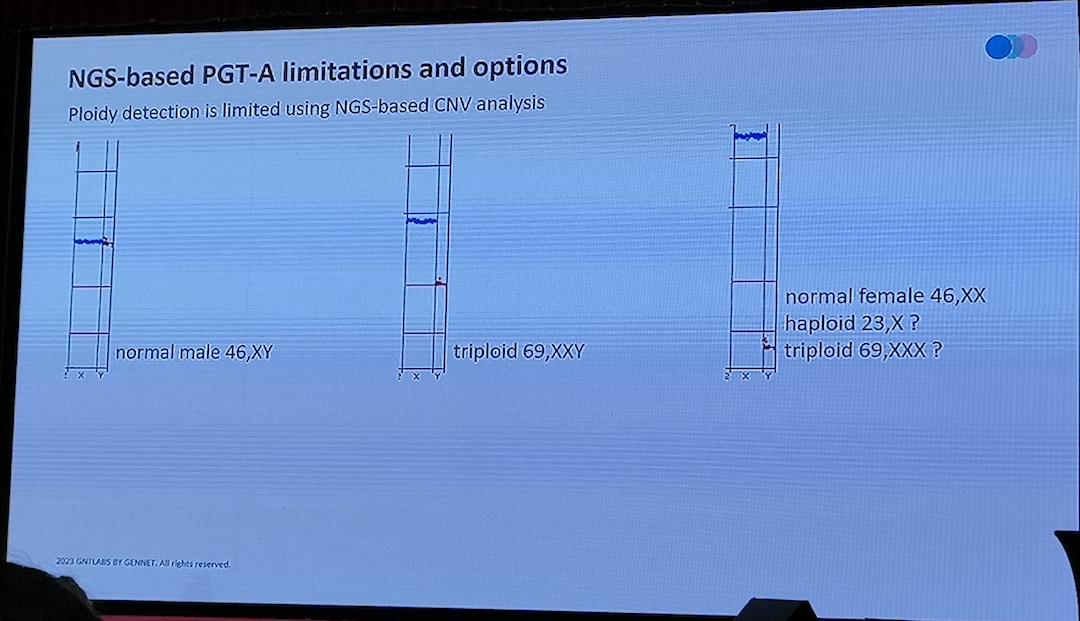 NGS-based PGT-A limitations and options
Ploidy detection is limited using NGS-based CNV analysis
X Y
normal male 46,XY
X Y
triploid 69,XXY
2 X Y
normal female 46,XX
haploid 23,X ?
triploid 69,XXX ?
2023 GNTLABS BY GENNET, All rights reserved.